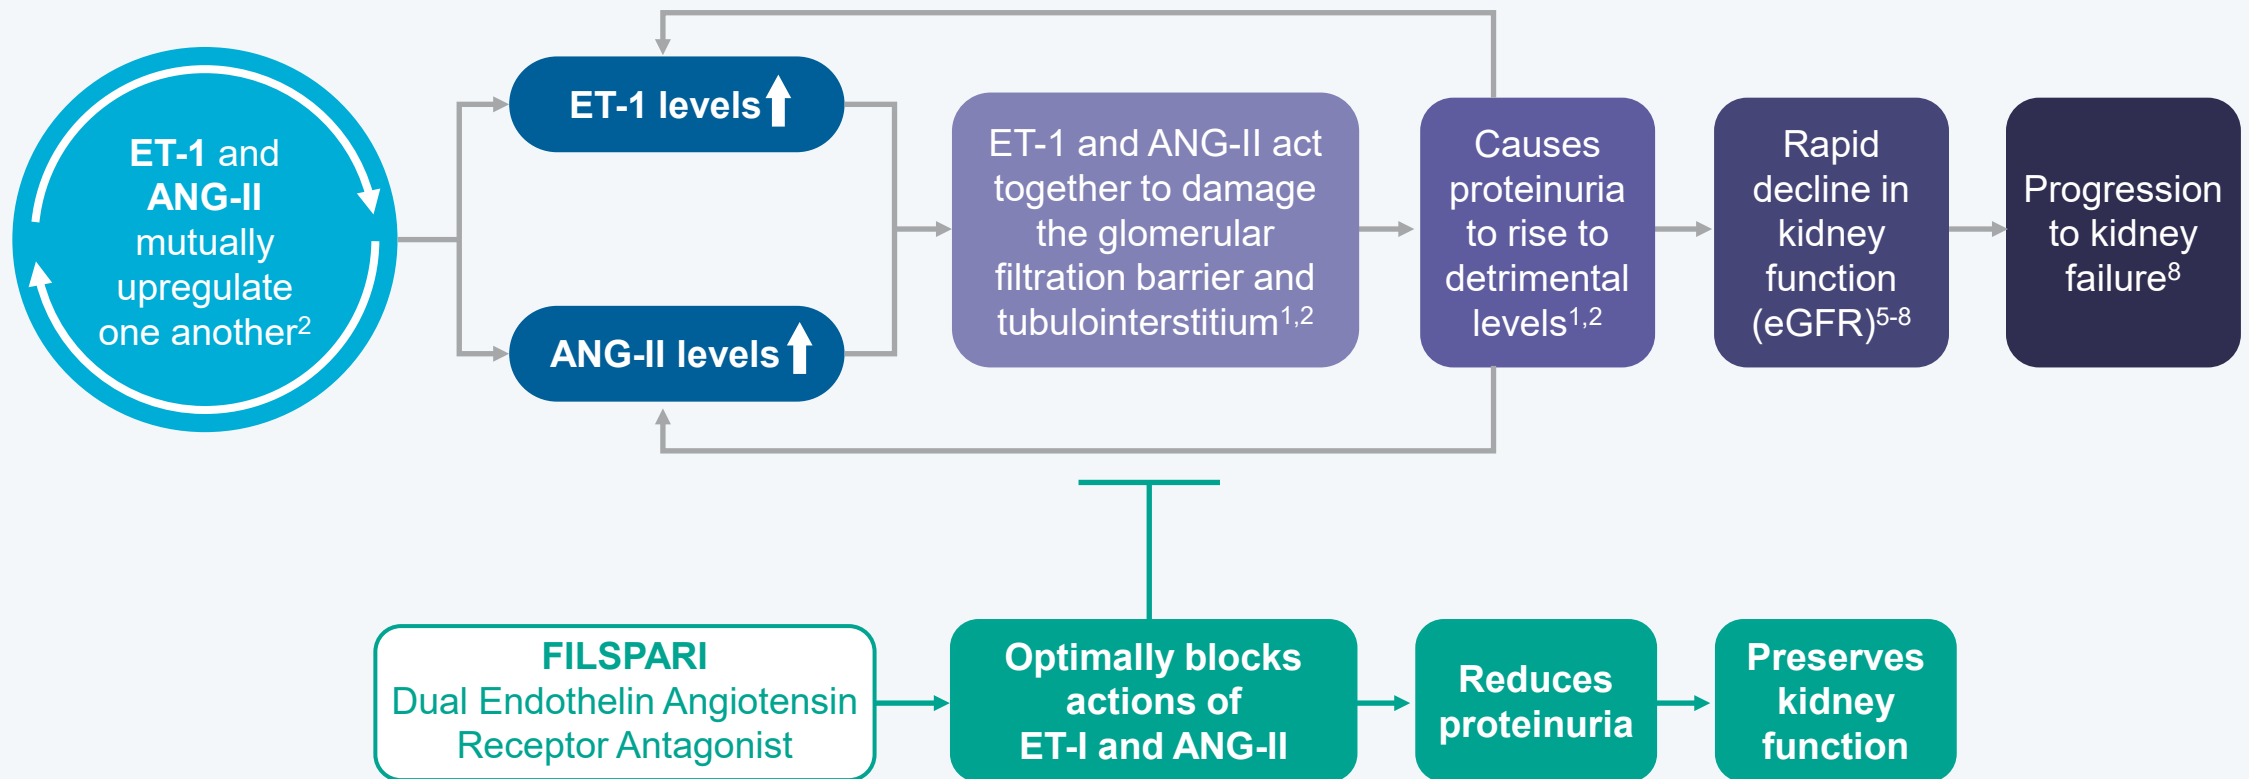 ET-1 and
ANG-II
mutually
upregulate
one another²
ET-1 levels
ANG-II levels
ET-1 and ANG-II act
together to damage
the glomerular
filtration barrier and
tubulointerstitium¹,²
Causes
proteinuria
to rise to
detrimental
levels¹,²
Rapid
decline in
kidney
function
(eGFR)⁵-⁸
Progression
to kidney
failure⁸
FILSPARI
Dual Endothelin Angiotensin
Receptor Antagonist
Optimally blocks
actions of
ET-I and ANG-II
Reduces
proteinuria
Preserves
kidney
function